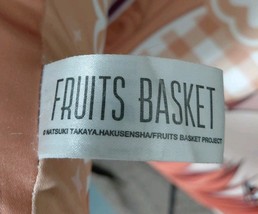 FRUITS BASKET
© NATSUKI TAKAYA.HAKUSENSHA/FRUITS BASKET PROJECT